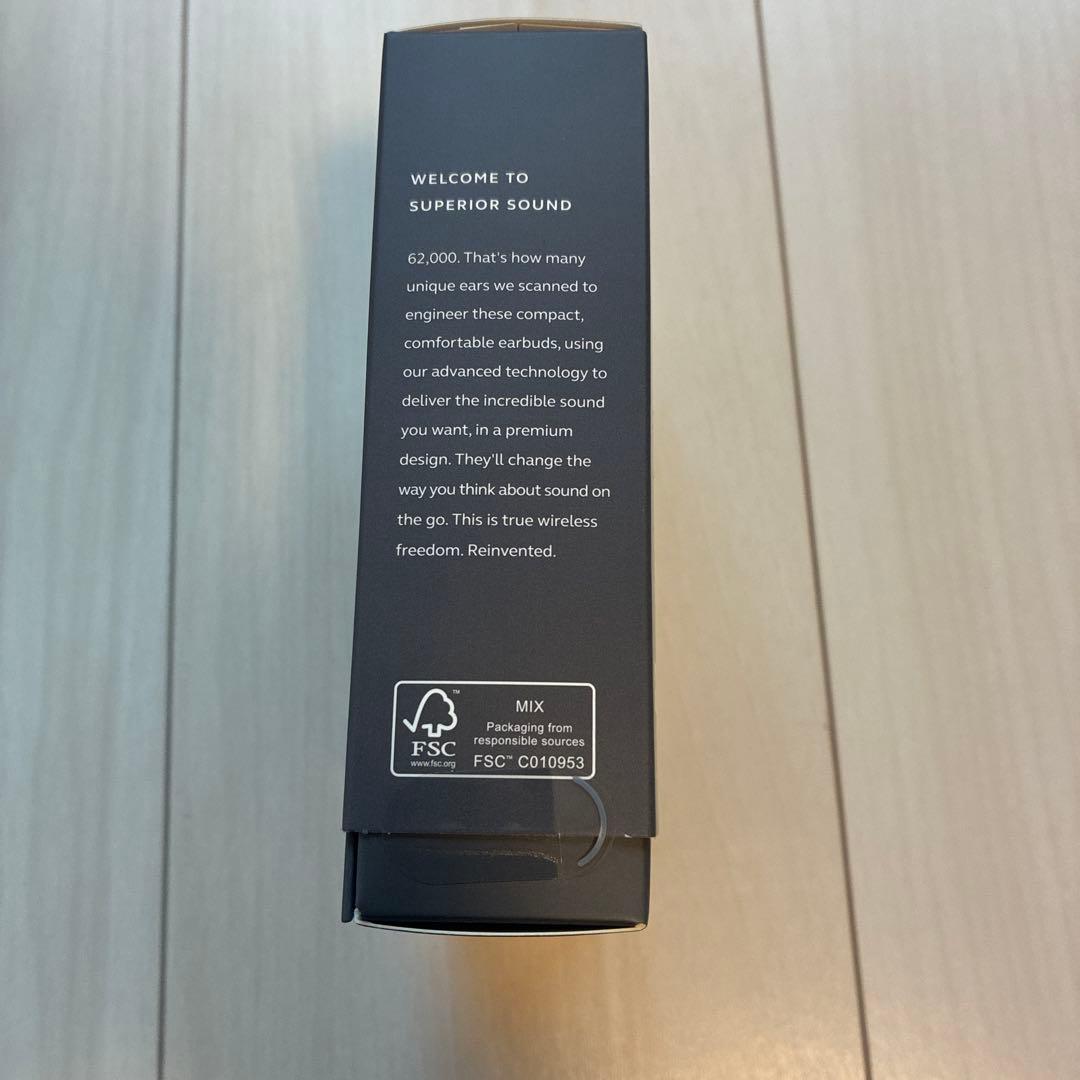 WELCOME TO
SUPERIOR SOUND
62,000. That's how many
unique ears we scanned to
engineer these compact,
comfortable earbuds, using
our advanced technology to
deliver the incredible sound
you want, in a premium
design. They'll change the
way you think about sound on
the go. This is true wireless
freedom. Reinvented.
FSC
TM
www.fsc.org
MIX
Packaging from
responsible sources
FSC™ C010953